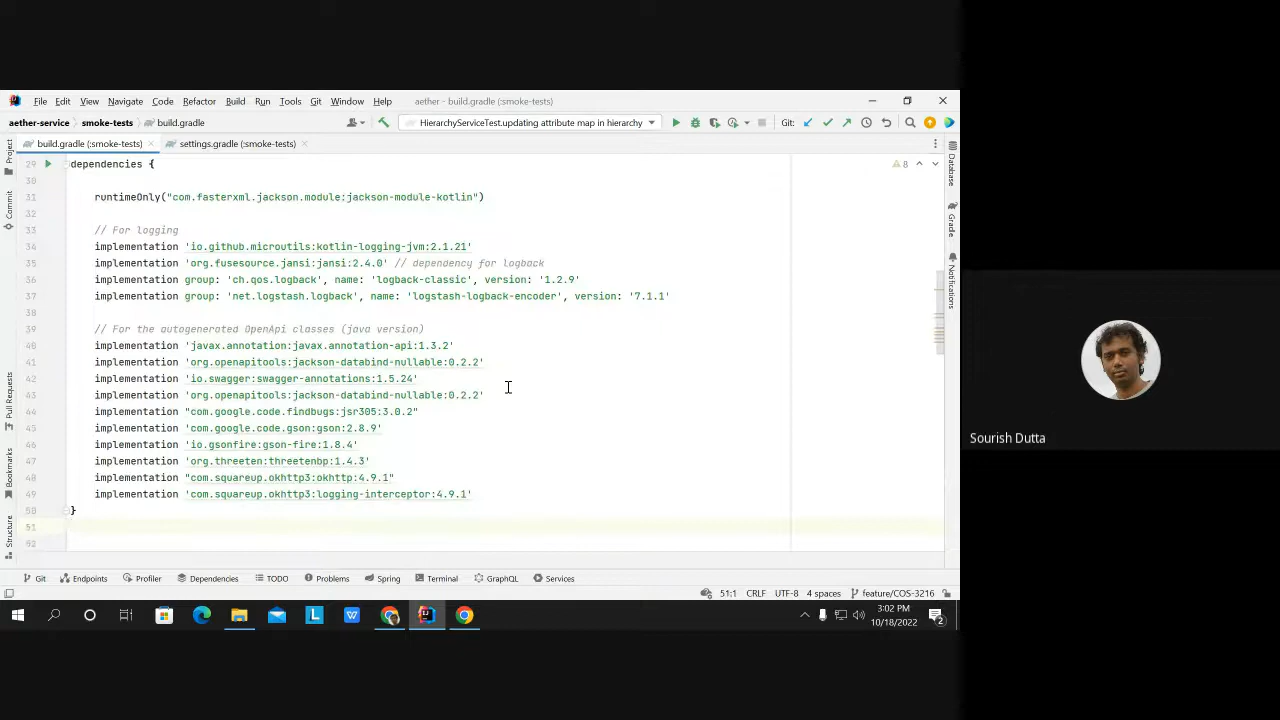 File Edit View Navigate Code Refactor Build Run Tools Git Window Help aether - build.gradle (:smoke-tests)
aether-service smoke-tests build.gradle HierarchyServiceTest.updating attribute map in hierarchy Git:
build.gradle (:smoke-tests) settings.gradle (:smoke-tests)
Project
Commit
Pull Requests
Bookmarks
Structure
29 dependencies { 8
30
31 runtimeOnly("com.fasterxml.jackson.module:jackson-module-kotlin")
32
33 // For logging
34 implementation 'io.github.microutils:kotlin-logging-jvm:2.1.21'
35 implementation 'org.fusesource.jansi:jansi:2.4.0' // dependency for logback
36 implementation group: 'ch.qos.logback', name: 'logback-classic', version: '1.2.9'
37 implementation group: 'net.logstash.logback', name: 'logstash-logback-encoder', version: '7.1.1'
38
39 // For the autogenerated OpenApi classes (java version)
40 implementation 'javax.annotation:javax.annotation-api:1.3.2'
41 implementation 'org.openapitools:jackson-databind-nullable:0.2.2'
42 implementation 'io.swagger:swagger-annotations:1.5.24'
43 implementation 'org.openapitools:jackson-databind-nullable:0.2.2'
44 implementation "com.google.code.findbugs:jsr305:3.0.2"
45 implementation 'com.google.code.gson:gson:2.8.9'
46 implementation 'io.gsonfire:gson-fire:1.8.4'
47 implementation 'org.threeten:threetenbp:1.4.3'
48 implementation "com.squareup.okhttp3:okhttp:4.9.1"
49 implementation 'com.squareup.okhttp3:logging-interceptor:4.9.1'
50 }
51
52
Database
Gradle
Notifications
Git Endpoints Profiler Dependencies TODO Problems Spring Terminal GraphQL Services
51:1 CRLF UTF-8 4 spaces feature/COS-3216
3:02 PM
10/18/2022
2
Sourish Dutta